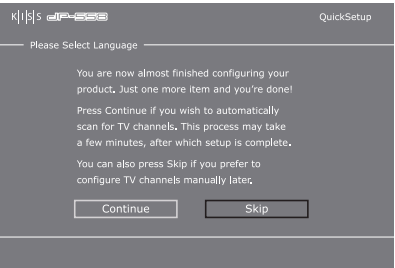 KISS DP-558
QuickSetup
Please Select Language
You are now almost finished configuring your
product. Just one more item and you're done!
Press Continue if you wish to automatically
scan for TV channels. This process may take
a few minutes, after which setup is complete.
You can also press Skip if you prefer to
configure TV channels manually later.
Continue
Skip